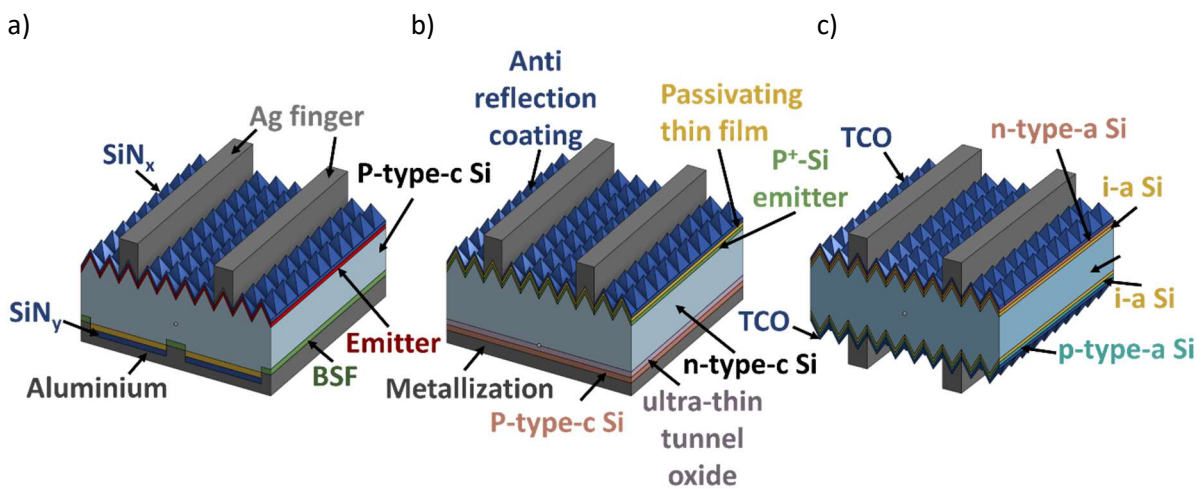 a)
b)
c)
Ag finger
SiNx
P-type-c Si
SiNy
Emitter
Aluminium
BSF
Anti
reflection
coating
Passivating
thin film
P⁺-Si
emitter
n-type-c Si
Metallization
P-type-c Si
ultra-thin
tunnel
oxide
TCO
n-type-a Si
i-a Si
i-a Si
TCO
p-type-a Si